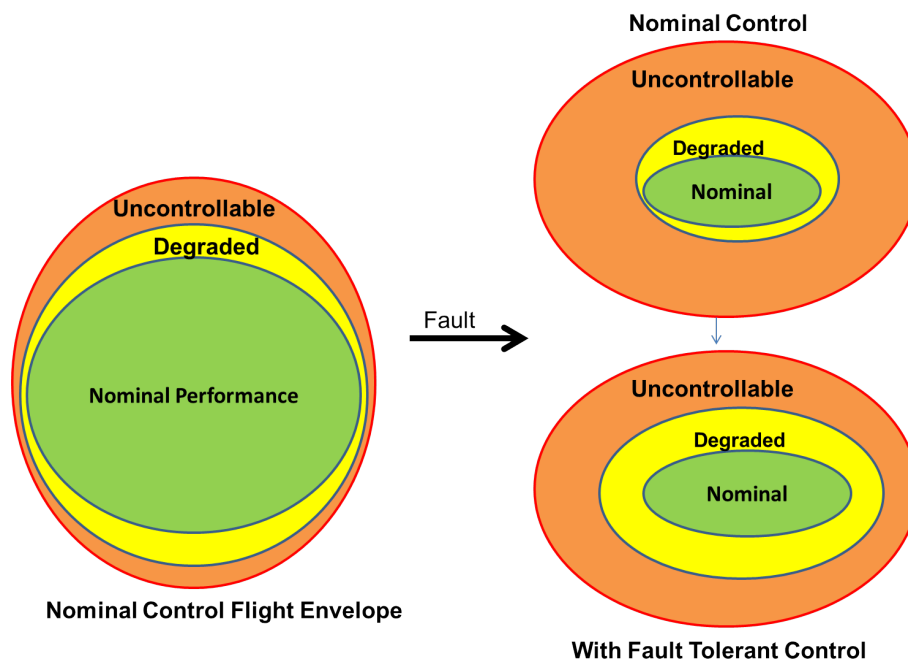 Nominal Control
Uncontrollable
Degraded
Nominal
Uncontrollable
Degraded
Nominal Performance
Nominal Control Flight Envelope
Fault
Uncontrollable
Degraded
Nominal
With Fault Tolerant Control